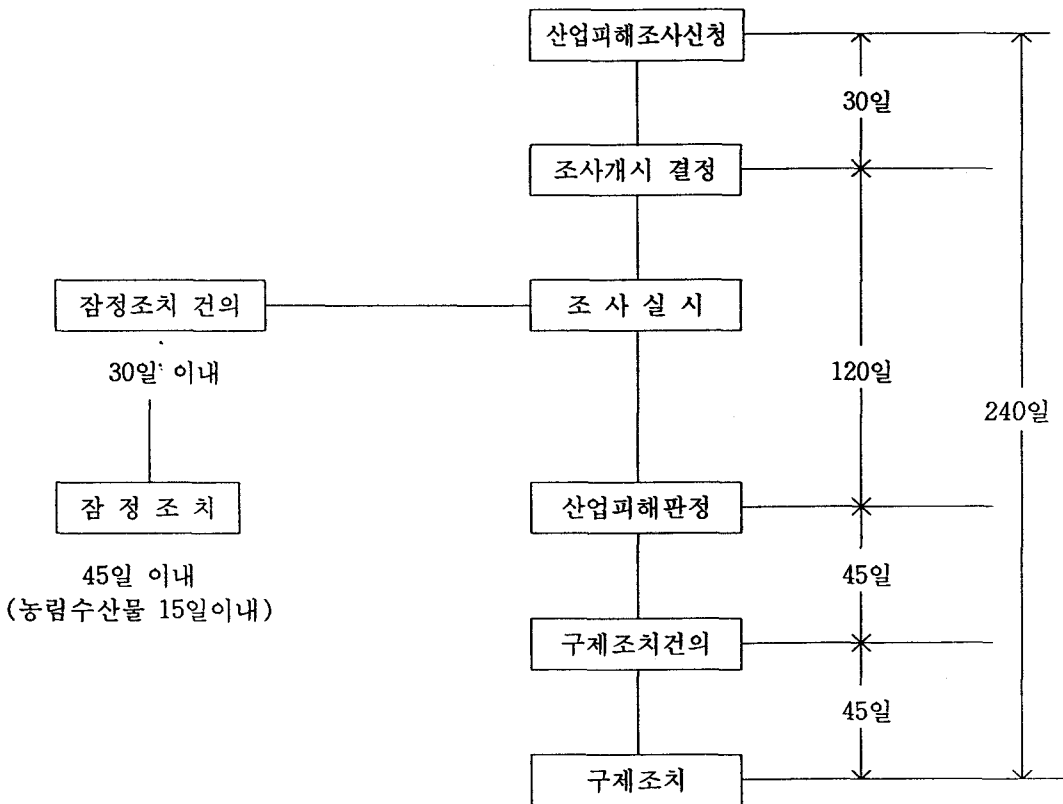 산업피해조사신청
30일
조사개시 결정
잠정조치 건의
조 사 실 시
30일 이내
120일
240일
잠 정 조 치
산업피해판정
45일 이내
45일
(농림수산물 15일이내)
구제조치건의
45일
구제조치